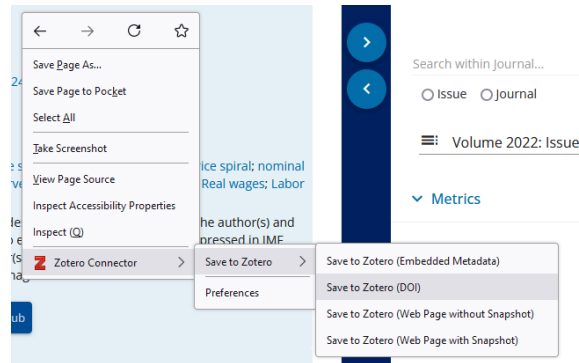 Save Page As...
Save Page to Pocket
Select All
Take Screenshot
View Page Source
Inspect Accessibility Properties
Inspect (Q)
Zotero Connector
Save to Zotero
Preferences
Save to Zotero (Embedded Metadata)
Save to Zotero (DOI)
Save to Zotero (Web Page without Snapshot)
Save to Zotero (Web Page with Snapshot)
24
rice spiral; nominal
Real wages; Labor
he author(s) and
pressed in IMF
ub
Search within Journal...
Issue
Journal
Volume 2022: Issue
Metrics